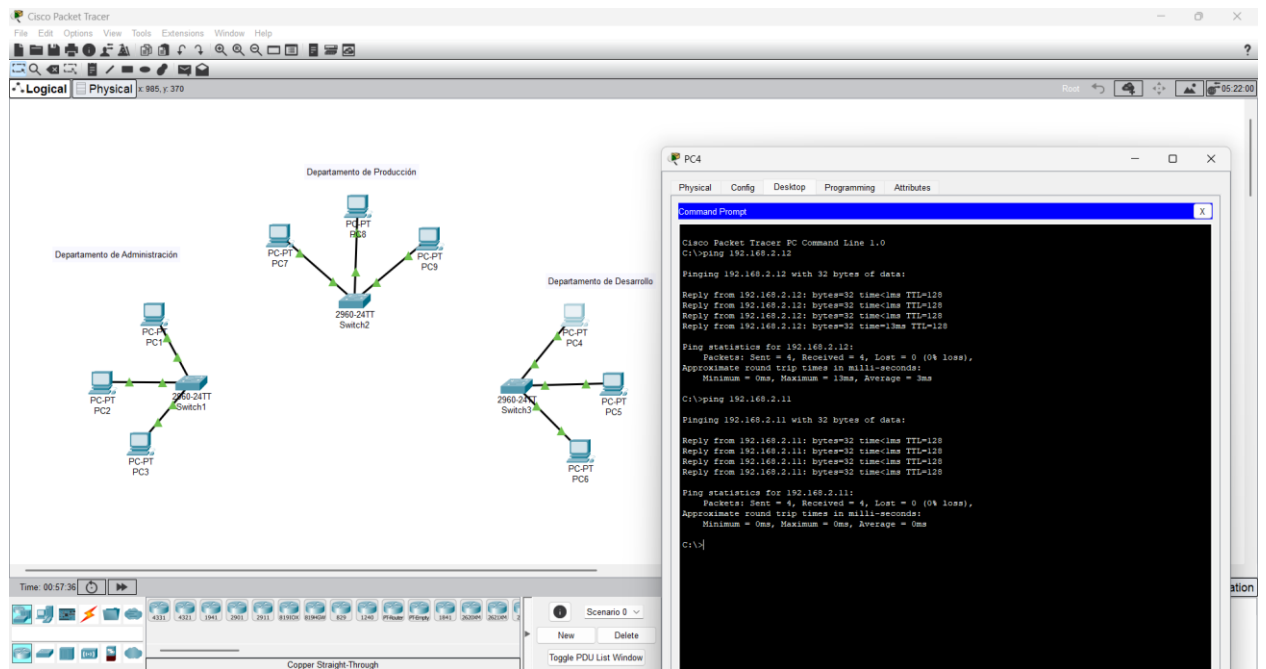 Cisco Packet Tracer
File Edit Options View Tools Extensions Window Help
?
Logical Physical x: 985, y: 370
Root 05:22:00
Departamento de Producción
PC-PT
PC8
PC-PT
PC7
PC-PT
PC9
2960-24TT
Switch2
Departamento de Administración
PC-PT
PC1
PC-PT
PC2
2960-24TT
Switch1
PC-PT
PC3
Departamento de Desarrollo
PC-PT
PC4
2960-24TT
Switch3
PC-PT
PC5
PC-PT
PC6
PC4
Physical Config Desktop Programming Attributes
Command Prompt X
Cisco Packet Tracer PC Command Line 1.0
C:\>ping 192.168.2.12
Pinging 192.168.2.12 with 32 bytes of data:
Reply from 192.168.2.12: bytes=32 time<1ms TTL=128
Reply from 192.168.2.12: bytes=32 time<1ms TTL=128
Reply from 192.168.2.12: bytes=32 time<1ms TTL=128
Reply from 192.168.2.12: bytes=32 time=13ms TTL=128
Ping statistics for 192.168.2.12:
Packets: Sent = 4, Received = 4, Lost = 0 (0% loss),
Approximate round trip times in milli-seconds:
Minimum = 0ms, Maximum = 13ms, Average = 3ms
C:\>ping 192.168.2.11
Pinging 192.168.2.11 with 32 bytes of data:
Reply from 192.168.2.11: bytes=32 time<1ms TTL=128
Reply from 192.168.2.11: bytes=32 time<1ms TTL=128
Reply from 192.168.2.11: bytes=32 time<1ms TTL=128
Reply from 192.168.2.11: bytes=32 time<1ms TTL=128
Ping statistics for 192.168.2.11:
Packets: Sent = 4, Received = 4, Lost = 0 (0% loss),
Approximate round trip times in milli-seconds:
Minimum = 0ms, Maximum = 0ms, Average = 0ms
C:\>
Time: 00:57:36
ation
4331 4321 1941 2901 2911 819IOX 819HGW 829 1240 PT-Router PT-Empty 1841 2620XM 2621XM
Scenario 0
New Delete
Toggle PDU List Window
Copper Straight-Through